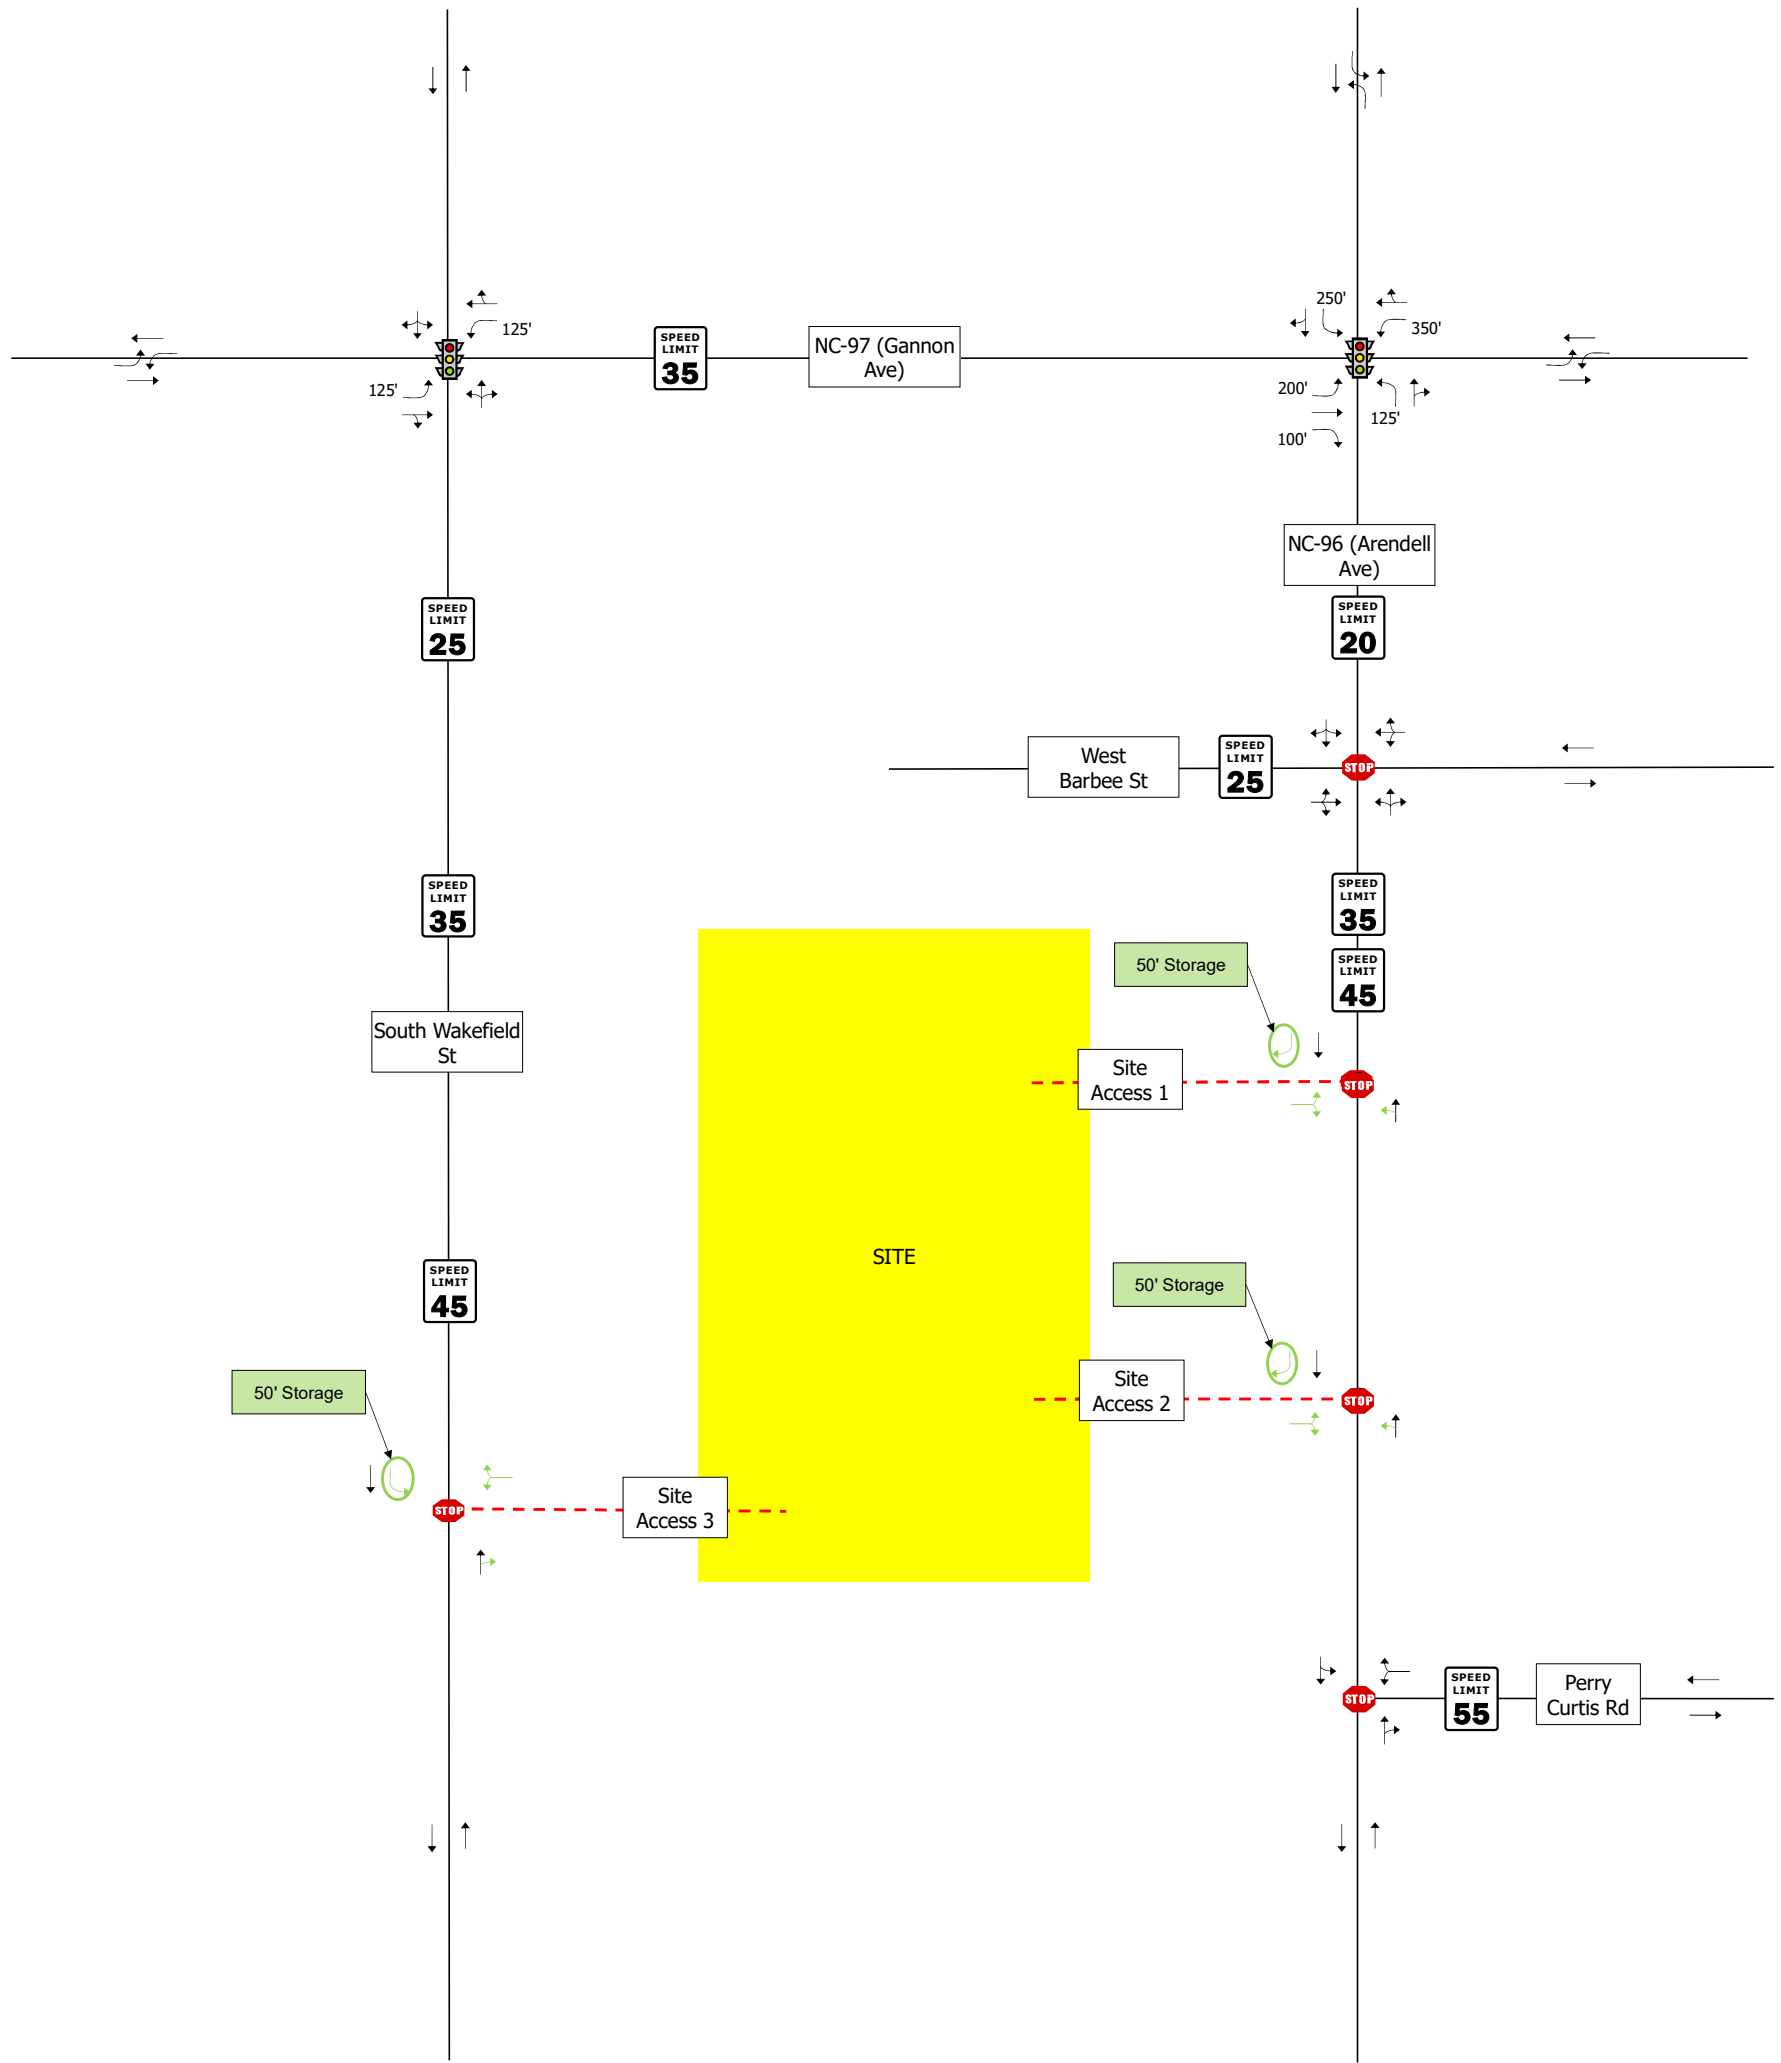 250'
125'
350'
SPEED
LIMIT
35
NC-97 (Gannon
Ave)
125'
200'
125'
100'
NC-96 (Arendell
Ave)
SPEED
LIMIT
25
SPEED
LIMIT
20
West
Barbee St
SPEED
LIMIT
25
STOP
SPEED
LIMIT
35
SPEED
LIMIT
35
50' Storage
SPEED
LIMIT
45
South Wakefield
St
Site
Access 1
STOP
SITE
SPEED
LIMIT
45
50' Storage
50' Storage
Site
Access 2
STOP
STOP
Site
Access 3
STOP
SPEED
LIMIT
55
Perry
Curtis Rd